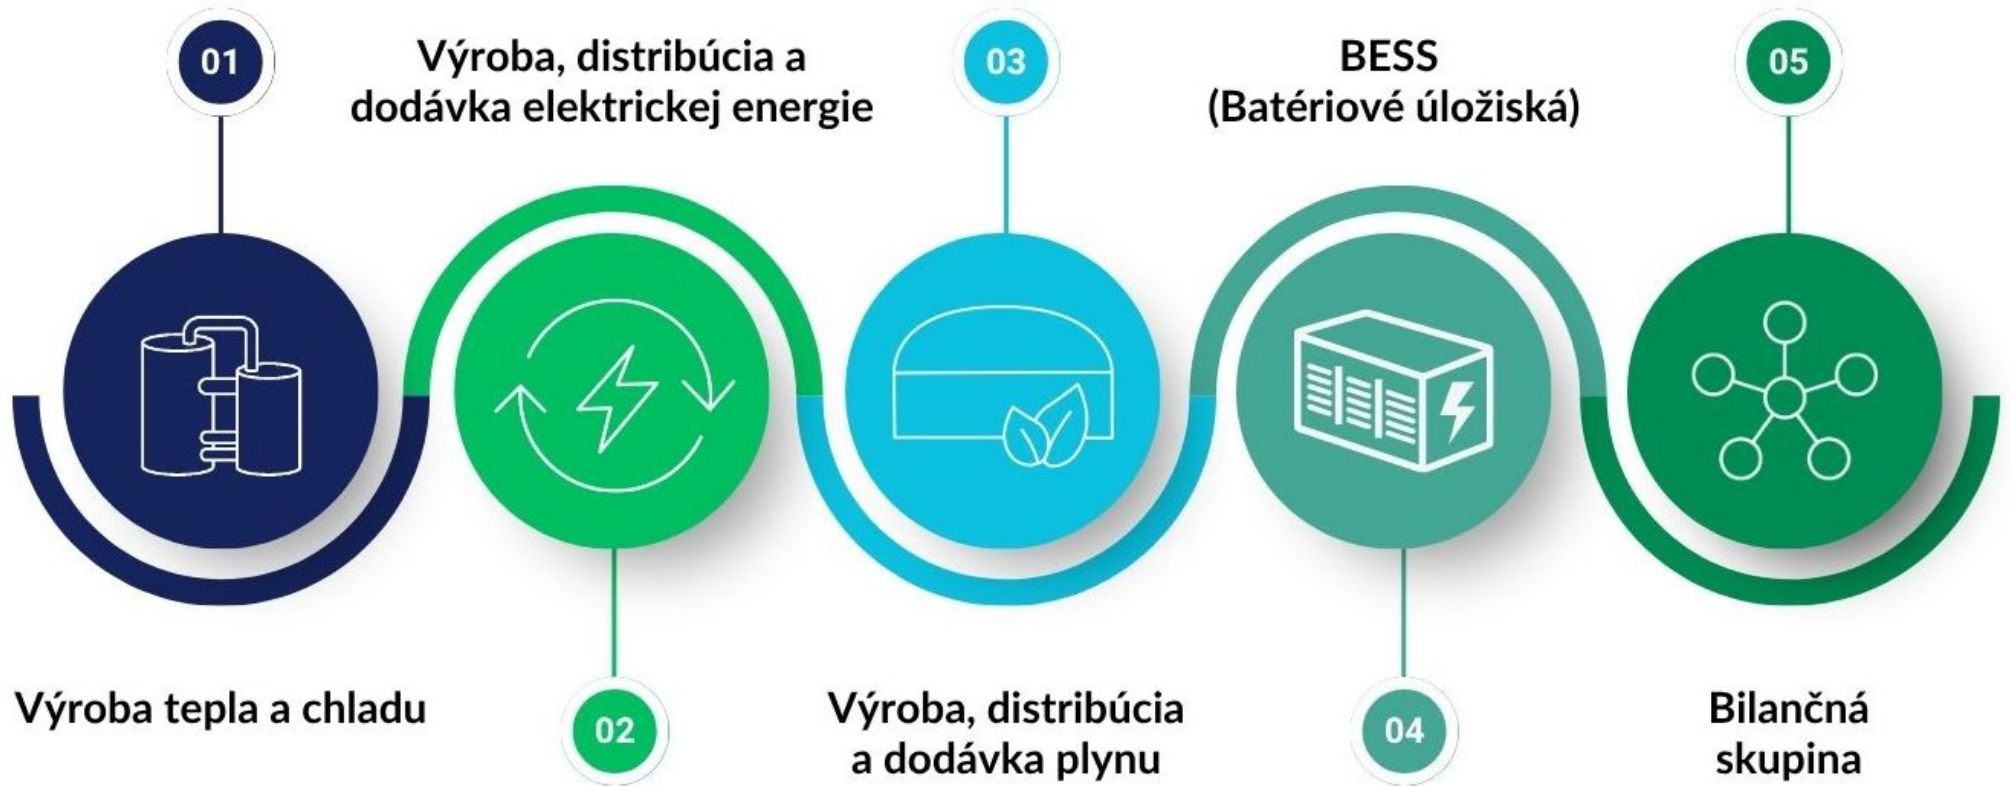 01
Výroba tepla a chladu
Výroba, distribúcia a
dodávka elektrickej energie
02
03
Výroba, distribúcia
a dodávka plynu
BESS
(Batériové úložiská)
04
05
Bilančná
skupina